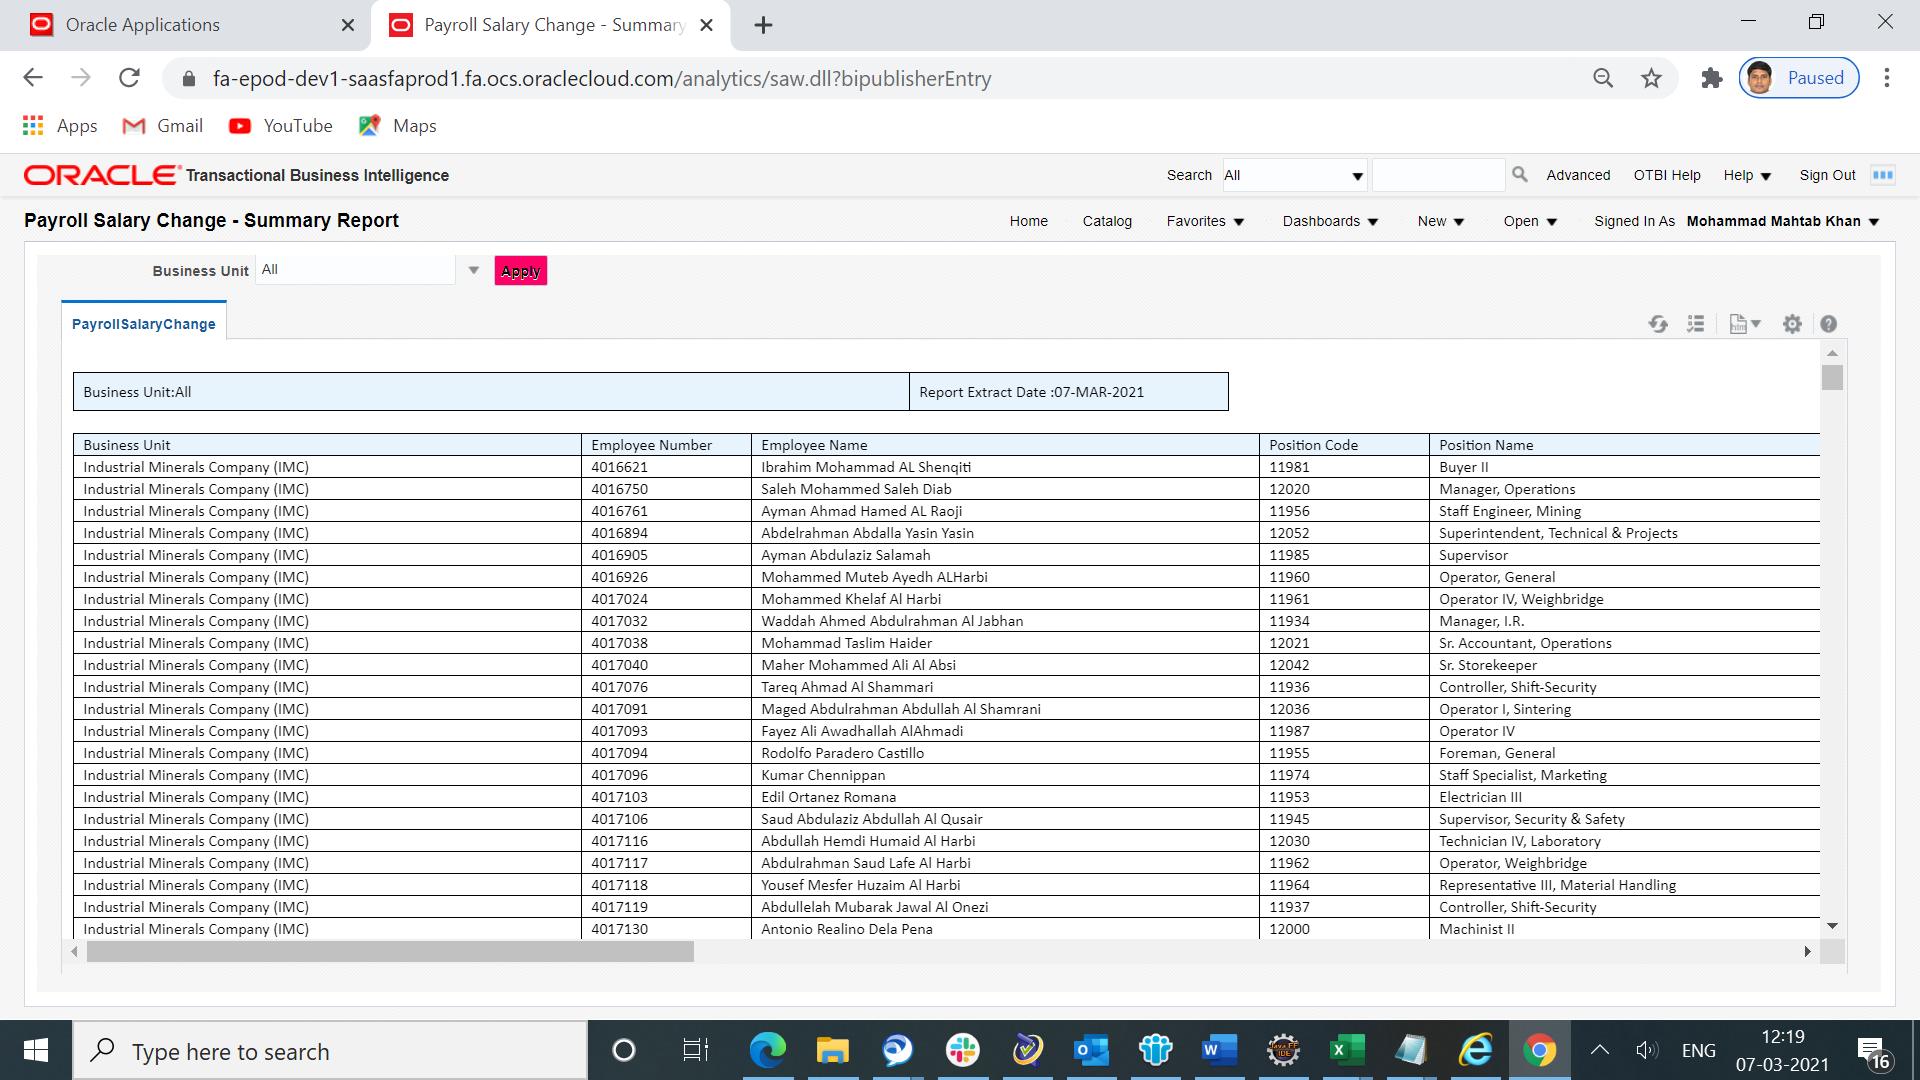 Oracle Applications
Payroll Salary Change - Summary
fa-epod-dev1-saasfaprod1.fa.ocs.oraclecloud.com/analytics/saw.dll?bipublisherEntry
Paused
Apps Gmail YouTube Maps
ORACLE Transactional Business Intelligence
Search All Advanced OTBI Help Help Sign Out
Payroll Salary Change - Summary Report
Home Catalog Favorites Dashboards New Open Signed In As Mohammad Mahtab Khan
Business Unit All Apply
PayrollSalaryChange
Business Unit:All Report Extract Date :07-MAR-2021
Business Unit Employee Number Employee Name Position Code Position Name
Industrial Minerals Company (IMC) 4016621 Ibrahim Mohammad AL Shenqiti 11981 Buyer II
Industrial Minerals Company (IMC) 4016750 Saleh Mohammed Saleh Diab 12020 Manager, Operations
Industrial Minerals Company (IMC) 4016761 Ayman Ahmad Hamed AL Raoji 11956 Staff Engineer, Mining
Industrial Minerals Company (IMC) 4016894 Abdelrahman Abdalla Yasin Yasin 12052 Superintendent, Technical & Projects
Industrial Minerals Company (IMC) 4016905 Ayman Abdulaziz Salamah 11985 Supervisor
Industrial Minerals Company (IMC) 4016926 Mohammed Muteb Ayedh ALHarbi 11960 Operator, General
Industrial Minerals Company (IMC) 4017024 Mohammed Khelaf Al Harbi 11961 Operator IV, Weighbridge
Industrial Minerals Company (IMC) 4017032 Waddah Ahmed Abdulrahman Al Jabhan 11934 Manager, I.R.
Industrial Minerals Company (IMC) 4017038 Mohammad Taslim Haider 12021 Sr. Accountant, Operations
Industrial Minerals Company (IMC) 4017040 Maher Mohammed Ali Al Absi 12042 Sr. Storekeeper
Industrial Minerals Company (IMC) 4017076 Tareq Ahmad Al Shammari 11936 Controller, Shift-Security
Industrial Minerals Company (IMC) 4017091 Maged Abdulrahman Abdullah Al Shamrani 12036 Operator I, Sintering
Industrial Minerals Company (IMC) 4017093 Fayez Ali Awadhallah AlAhmadi 11987 Operator IV
Industrial Minerals Company (IMC) 4017094 Rodolfo Paradero Castillo 11955 Foreman, General
Industrial Minerals Company (IMC) 4017096 Kumar Chennippan 11974 Staff Specialist, Marketing
Industrial Minerals Company (IMC) 4017103 Edil Ortanez Romana 11953 Electrician III
Industrial Minerals Company (IMC) 4017106 Saud Abdulaziz Abdullah Al Qusair 11945 Supervisor, Security & Safety
Industrial Minerals Company (IMC) 4017116 Abdullah Hemdi Humaid Al Harbi 12030 Technician IV, Laboratory
Industrial Minerals Company (IMC) 4017117 Abdulrahman Saud Lafe Al Harbi 11962 Operator, Weighbridge
Industrial Minerals Company (IMC) 4017118 Yousef Mesfer Huzaim Al Harbi 11964 Representative III, Material Handling
Industrial Minerals Company (IMC) 4017119 Abdullelah Mubarak Jawal Al Onezi 11937 Controller, Shift-Security
Industrial Minerals Company (IMC) 4017130 Antonio Realino Dela Pena 12000 Machinist II
Type here to search
ENG
12:19
07-03-2021
16